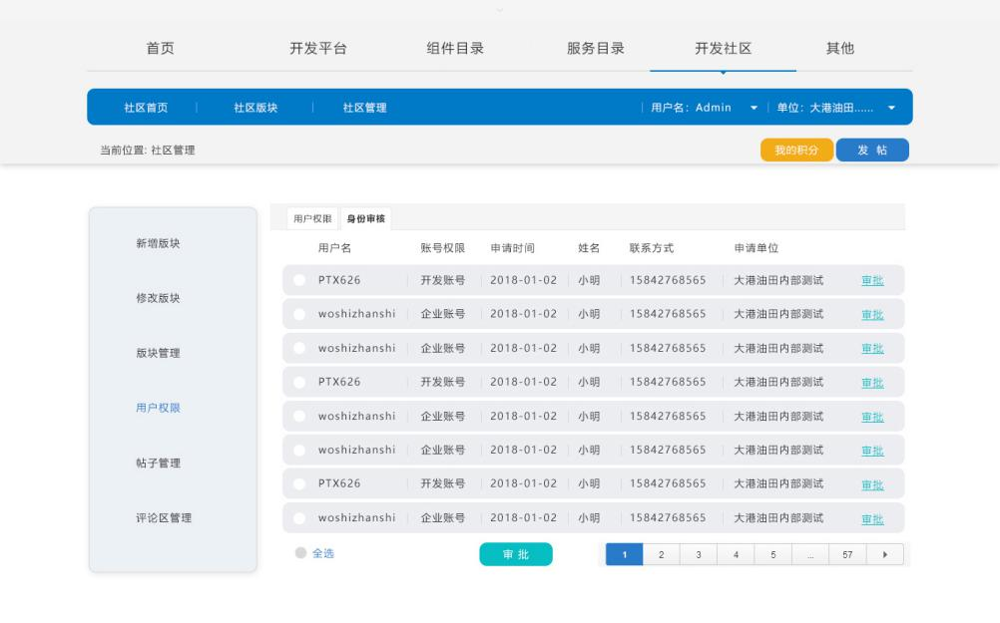 首页 开发平台 组件目录 服务目录 开发社区 其他
社区首页 社区版块 社区管理 用户名：Admin 单位：大港油田......
当前位置: 社区管理 我的积分 发 帖
新增版块
修改版块
版块管理
用户权限
帖子管理
评论区管理
用户权限 身份审核
用户名 账号权限 申请时间 姓名 联系方式 申请单位
PTX626 开发账号 2018-01-02 小明 15842768565 大港油田内部测试 审批
woshizhanshi 企业账号 2018-01-02 小明 15842768565 大港油田内部测试 审批
woshizhanshi 企业账号 2018-01-02 小明 15842768565 大港油田内部测试 审批
PTX626 开发账号 2018-01-02 小明 15842768565 大港油田内部测试 审批
woshizhanshi 企业账号 2018-01-02 小明 15842768565 大港油田内部测试 审批
woshizhanshi 企业账号 2018-01-02 小明 15842768565 大港油田内部测试 审批
PTX626 开发账号 2018-01-02 小明 15842768565 大港油田内部测试 审批
woshizhanshi 企业账号 2018-01-02 小明 15842768565 大港油田内部测试 审批
全选 审 批 1 2 3 4 5 ... 57